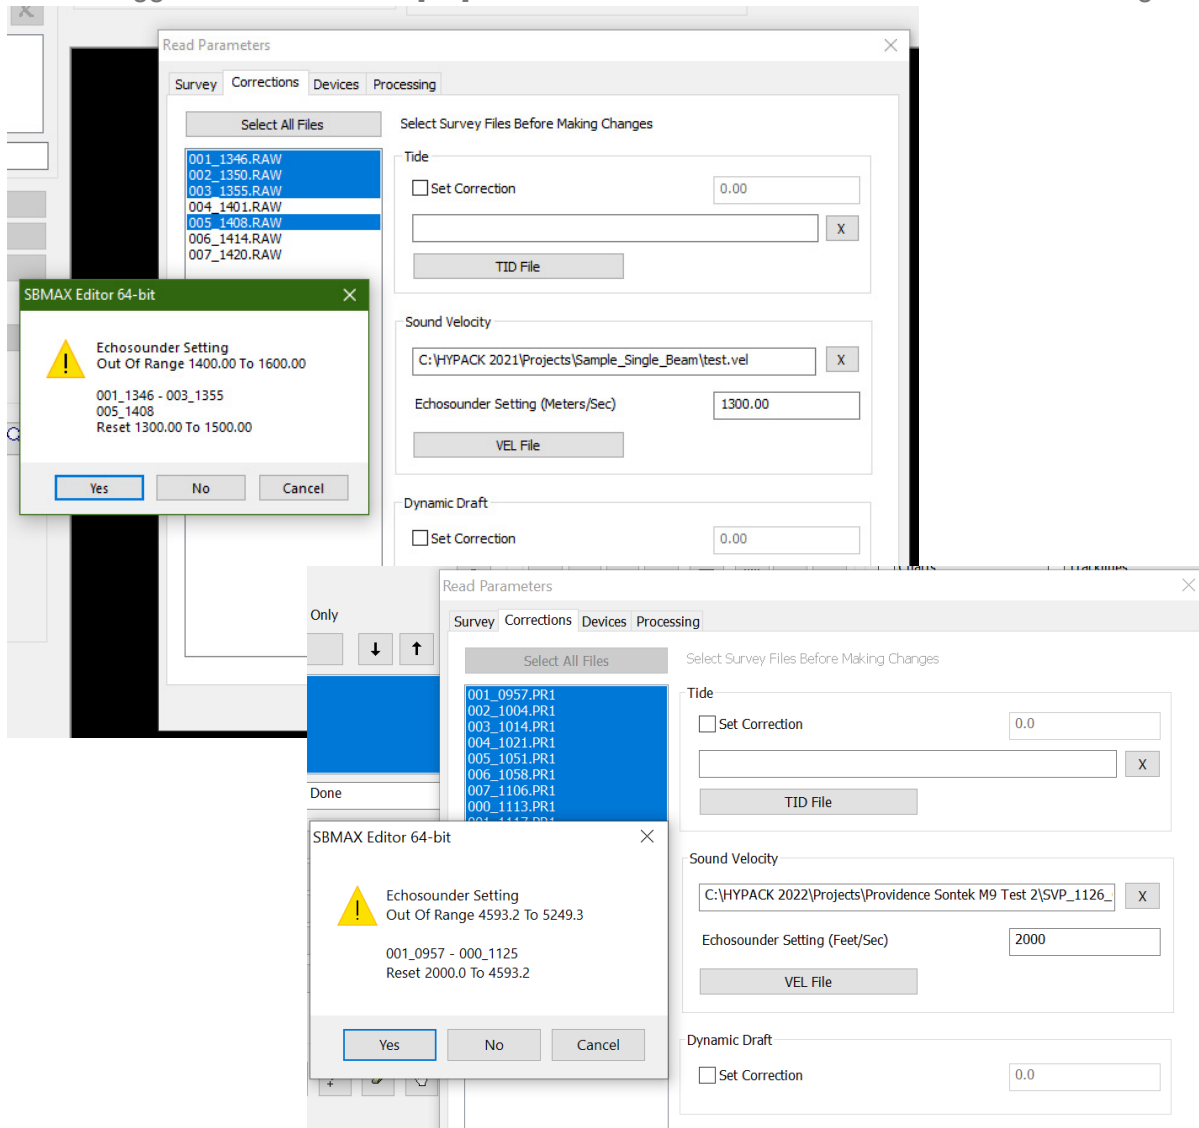 X
Read Parameters
Survey Corrections Devices Processing
Select All Files
Select Survey Files Before Making Changes
001_1346.RAW
002_1350.RAW
003_1355.RAW
004_1401.RAW
005_1408.RAW
006_1414.RAW
007_1420.RAW
Tide
Set Correction
0.00
X
TID File
SBMAX Editor 64-bit
Echosounder Setting
Out Of Range 1400.00 To 1600.00
001_1346 - 003_1355
005_1408
Reset 1300.00 To 1500.00
Yes No Cancel
Sound Velocity
C:\HYPACK 2021\Projects\Sample_Single_Beam\test.vel
X
Echosounder Setting (Meters/Sec)
1300.00
VEL File
Dynamic Draft
Set Correction
0.00
Read Parameters
Only
Survey Corrections Devices Processing
Select All Files
Select Survey Files Before Making Changes
001_0957.PR1
002_1004.PR1
003_1014.PR1
004_1021.PR1
005_1051.PR1
006_1058.PR1
007_1106.PR1
000_1113.PR1
001_1117.PR1
Tide
Set Correction
0.0
X
TID File
Done
SBMAX Editor 64-bit
Echosounder Setting
Out Of Range 4593.2 To 5249.3
001_0957 - 000_1125
Reset 2000.0 To 4593.2
Yes No Cancel
Sound Velocity
C:\HYPACK 2022\Projects\Providence Sontek M9 Test 2\SVP_1126_
X
Echosounder Setting (Feet/Sec)
2000
VEL File
Dynamic Draft
Set Correction
0.0